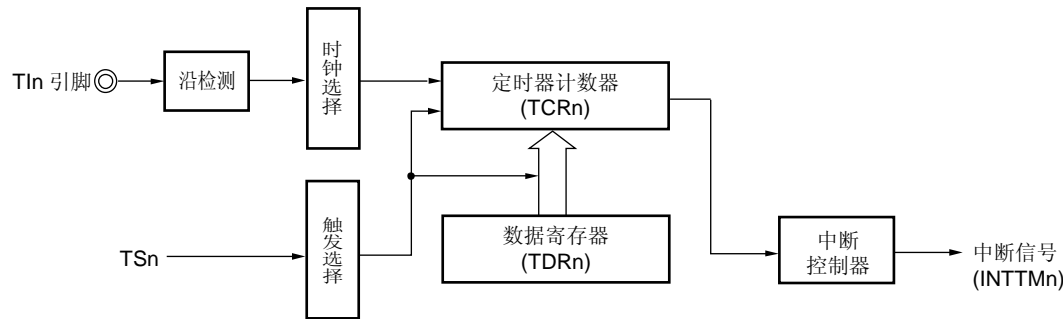 TIn 引脚
沿检测
时钟选择
定时器计数器
(TCRn)
TSn
触发选择
数据寄存器
(TDRn)
中断
控制器
中断信号
(INTTMn)